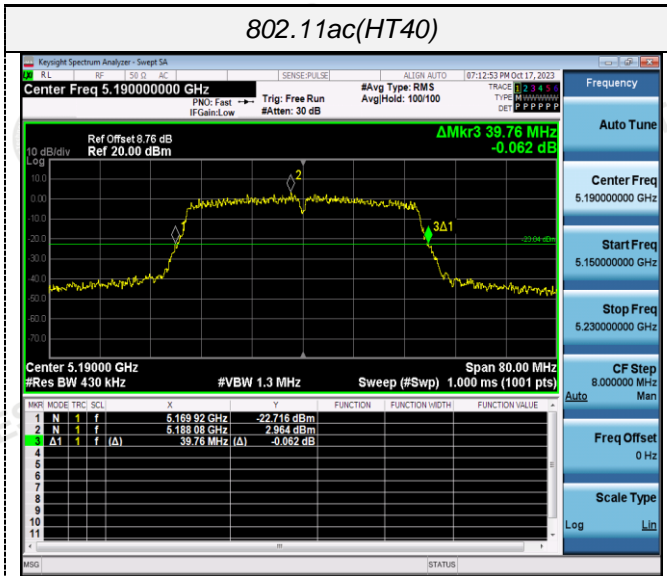 802.11ac(HT40)
Keysight Spectrum Analyzer - Swept SA
RL RF 50 Ω AC SENSE:PULSE ALIGN AUTO 07:12:53 PM Oct 17, 2023
Center Freq 5.190000000 GHz
PNO: Fast
IFGain:Low
Trig: Free Run
#Atten: 30 dB
#Avg Type: RMS
Avg|Hold: 100/100
TRACE 1 2 3 4 5 6
TYPE M WWWWW
DET P P P P P P
Ref Offset 8.76 dB
Ref 20.00 dBm
ΔMkr3 39.76 MHz
-0.062 dB
10 dB/div
Log
10.0
0.00
-10.0
-20.0
-30.0
-40.0
-50.0
-60.0
-70.0
2
3Δ1
-23.04 dBm
Center 5.19000 GHz
Span 80.00 MHz
#Res BW 430 kHz
#VBW 1.3 MHz
Sweep (#Swp) 1.000 ms (1001 pts)
MKR MODE TRC SCL X Y FUNCTION FUNCTION WIDTH FUNCTION VALUE
1 N 1 f 5.169 92 GHz -22.716 dBm
2 N 1 f 5.188 08 GHz 2.964 dBm
3 Δ1 1 f (Δ) 39.76 MHz (Δ) -0.062 dB
4
5
6
7
8
9
10
11
MSG STATUS
Frequency
Auto Tune
Center Freq
5.190000000 GHz
Start Freq
5.150000000 GHz
Stop Freq
5.230000000 GHz
CF Step
8.000000 MHz
Auto Man
Freq Offset
0 Hz
Scale Type
Log Lin